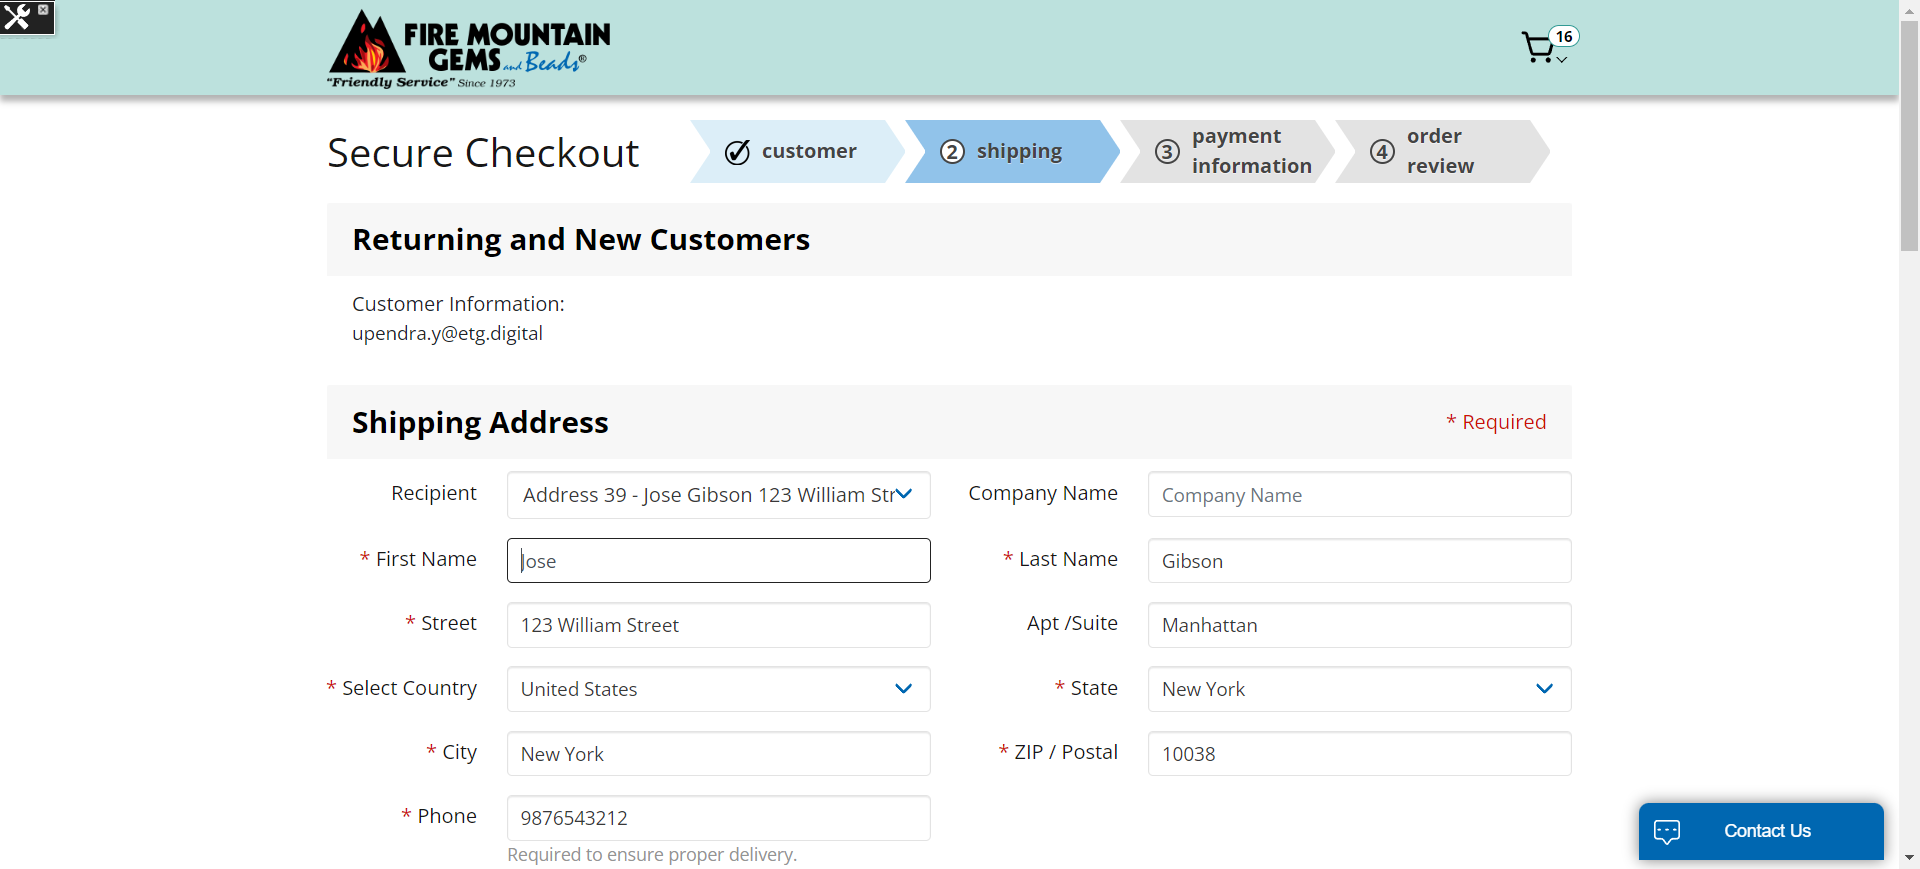 FIRE MOUNTAIN
GEMS and Beads®
"Friendly Service" Since 1973
16
Secure Checkout
customer
2 shipping
3 payment information
4 order review
Returning and New Customers
Customer Information:
upendra.y@etg.digital
Shipping Address
* Required
Recipient
Address 39 - Jose Gibson 123 William Str
Company Name
Company Name
* First Name
Jose
* Last Name
Gibson
* Street
123 William Street
Apt /Suite
Manhattan
* Select Country
United States
* State
New York
* City
New York
* ZIP / Postal
10038
* Phone
9876543212
Required to ensure proper delivery.
Contact Us